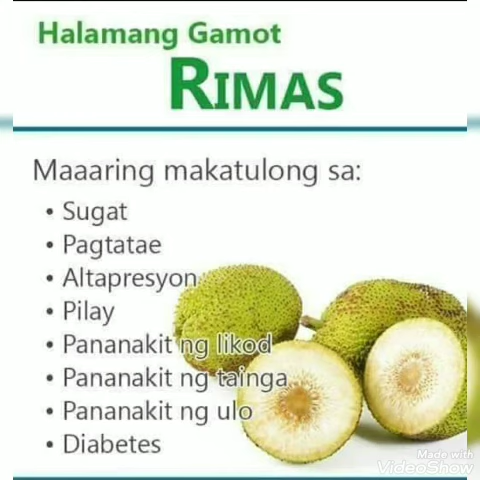 Halamang Gamot
RIMAS
Maaaring makatulong sa:
• Sugat
• Pagtatae
• Altapresyon
• Pilay
• Pananakit ng likod
• Pananakit ng tainga
• Pananakit ng ulo
• Diabetes
Made with
VideoShow